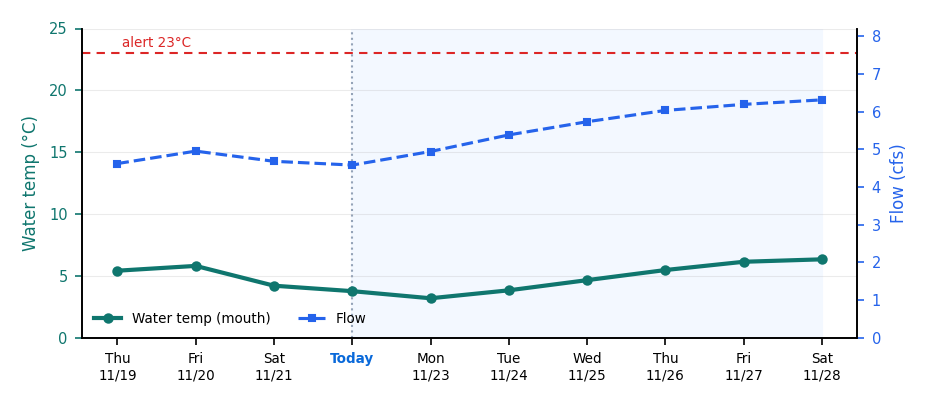 25
20
15
10
5
0
Water temp (°C)
alert 23°C
8
7
6
5
4
3
2
1
0
Flow (cfs)
Water temp (mouth) Flow
Thu Fri Sat Today Mon Tue Wed Thu Fri Sat
11/19 11/20 11/21 11/23 11/24 11/25 11/26 11/27 11/28